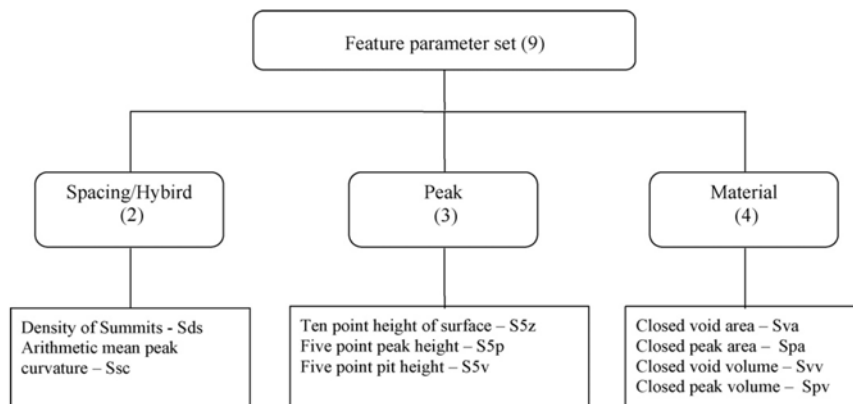 Feature parameter set (9)
Spacing/Hybird
(2)
Peak
(3)
Material
(4)
Density of Summits - Sds
Arithmetic mean peak
curvature – Ssc
Ten point height of surface – S5z
Five point peak height – S5p
Five point pit height – S5v
Closed void area – Sva
Closed peak area – Spa
Closed void volume – Svv
Closed peak volume – Spv